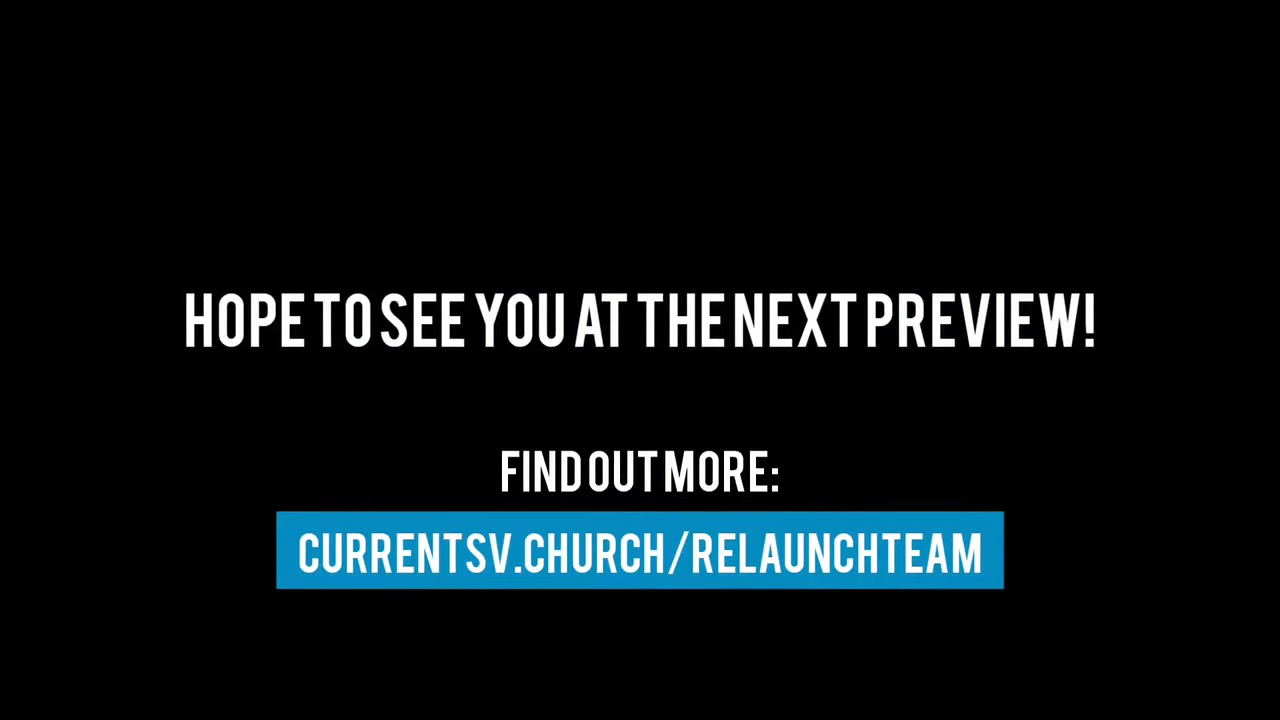 HOPE TO SEE YOU AT THE NEXT PREVIEW!
FIND OUT MORE:
CURRENTSV.CHURCH/RELAUNCHTEAM